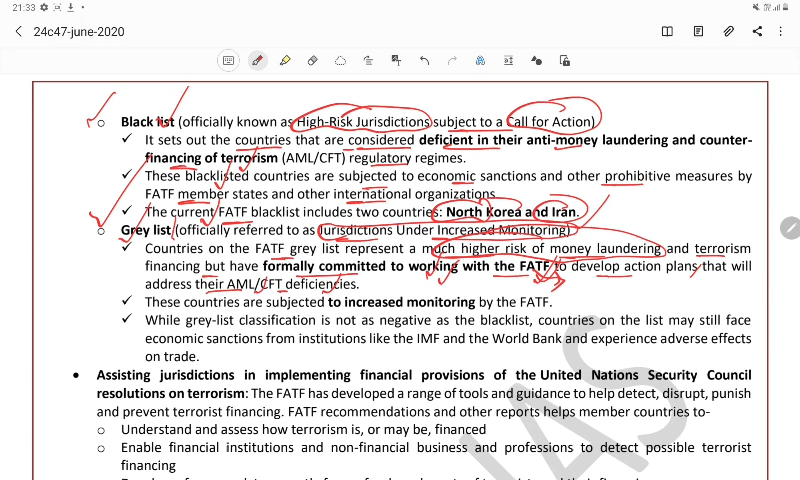 21:33
24c47-june-2020
o Black list (officially known as High-Risk Jurisdictions subject to a Call for Action)
✓ It sets out the countries that are considered deficient in their anti-money laundering and counter-
financing of terrorism (AML/CFT) regulatory regimes.
✓ These blacklisted countries are subjected to economic sanctions and other prohibitive measures by
FATF member states and other international organizations
✓ The current FATF blacklist includes two countries: North Korea and Iran.
o Grey list (officially referred to as Jurisdictions Under Increased Monitoring)
✓ Countries on the FATF grey list represent a much higher risk of money laundering and terrorism
financing but have formally committed to working with the FATF to develop action plans that will
address their AML/CFT deficiencies.
✓ These countries are subjected to increased monitoring by the FATF.
✓ While grey-list classification is not as negative as the blacklist, countries on the list may still face
economic sanctions from institutions like the IMF and the World Bank and experience adverse effects
on trade.
• Assisting jurisdictions in implementing financial provisions of the United Nations Security Council
resolutions on terrorism: The FATF has developed a range of tools and guidance to help detect, disrupt, punish
and prevent terrorist financing. FATF recommendations and other reports helps member countries to-
o Understand and assess how terrorism is, or may be, financed
o Enable financial institutions and non-financial business and professions to detect possible terrorist
financing
IAS